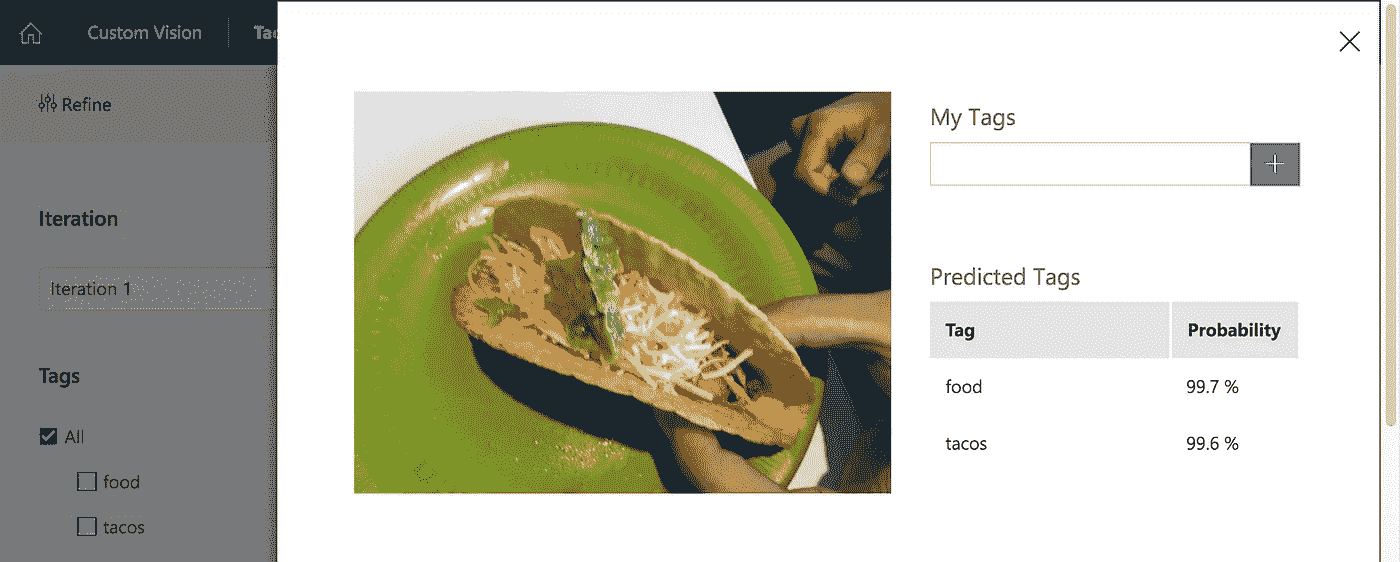 Custom Vision
Refine
Iteration
Iteration 1
Tags
All
food
tacos
My Tags
Predicted Tags
Tag Probability
food 99.7 %
tacos 99.6 %